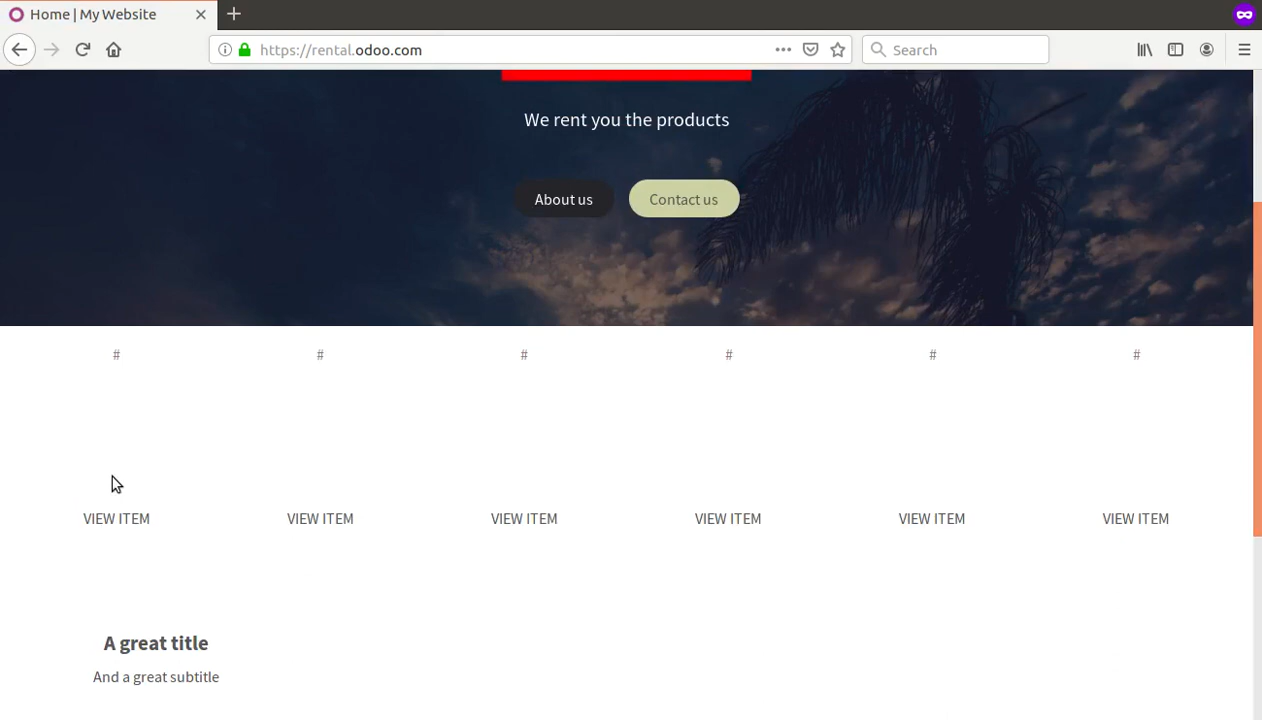 Home | My Website
https://rental.odoo.com
Search
We rent you the products
About us
Contact us
# # # # # #
VIEW ITEM VIEW ITEM VIEW ITEM VIEW ITEM VIEW ITEM VIEW ITEM
A great title
And a great subtitle